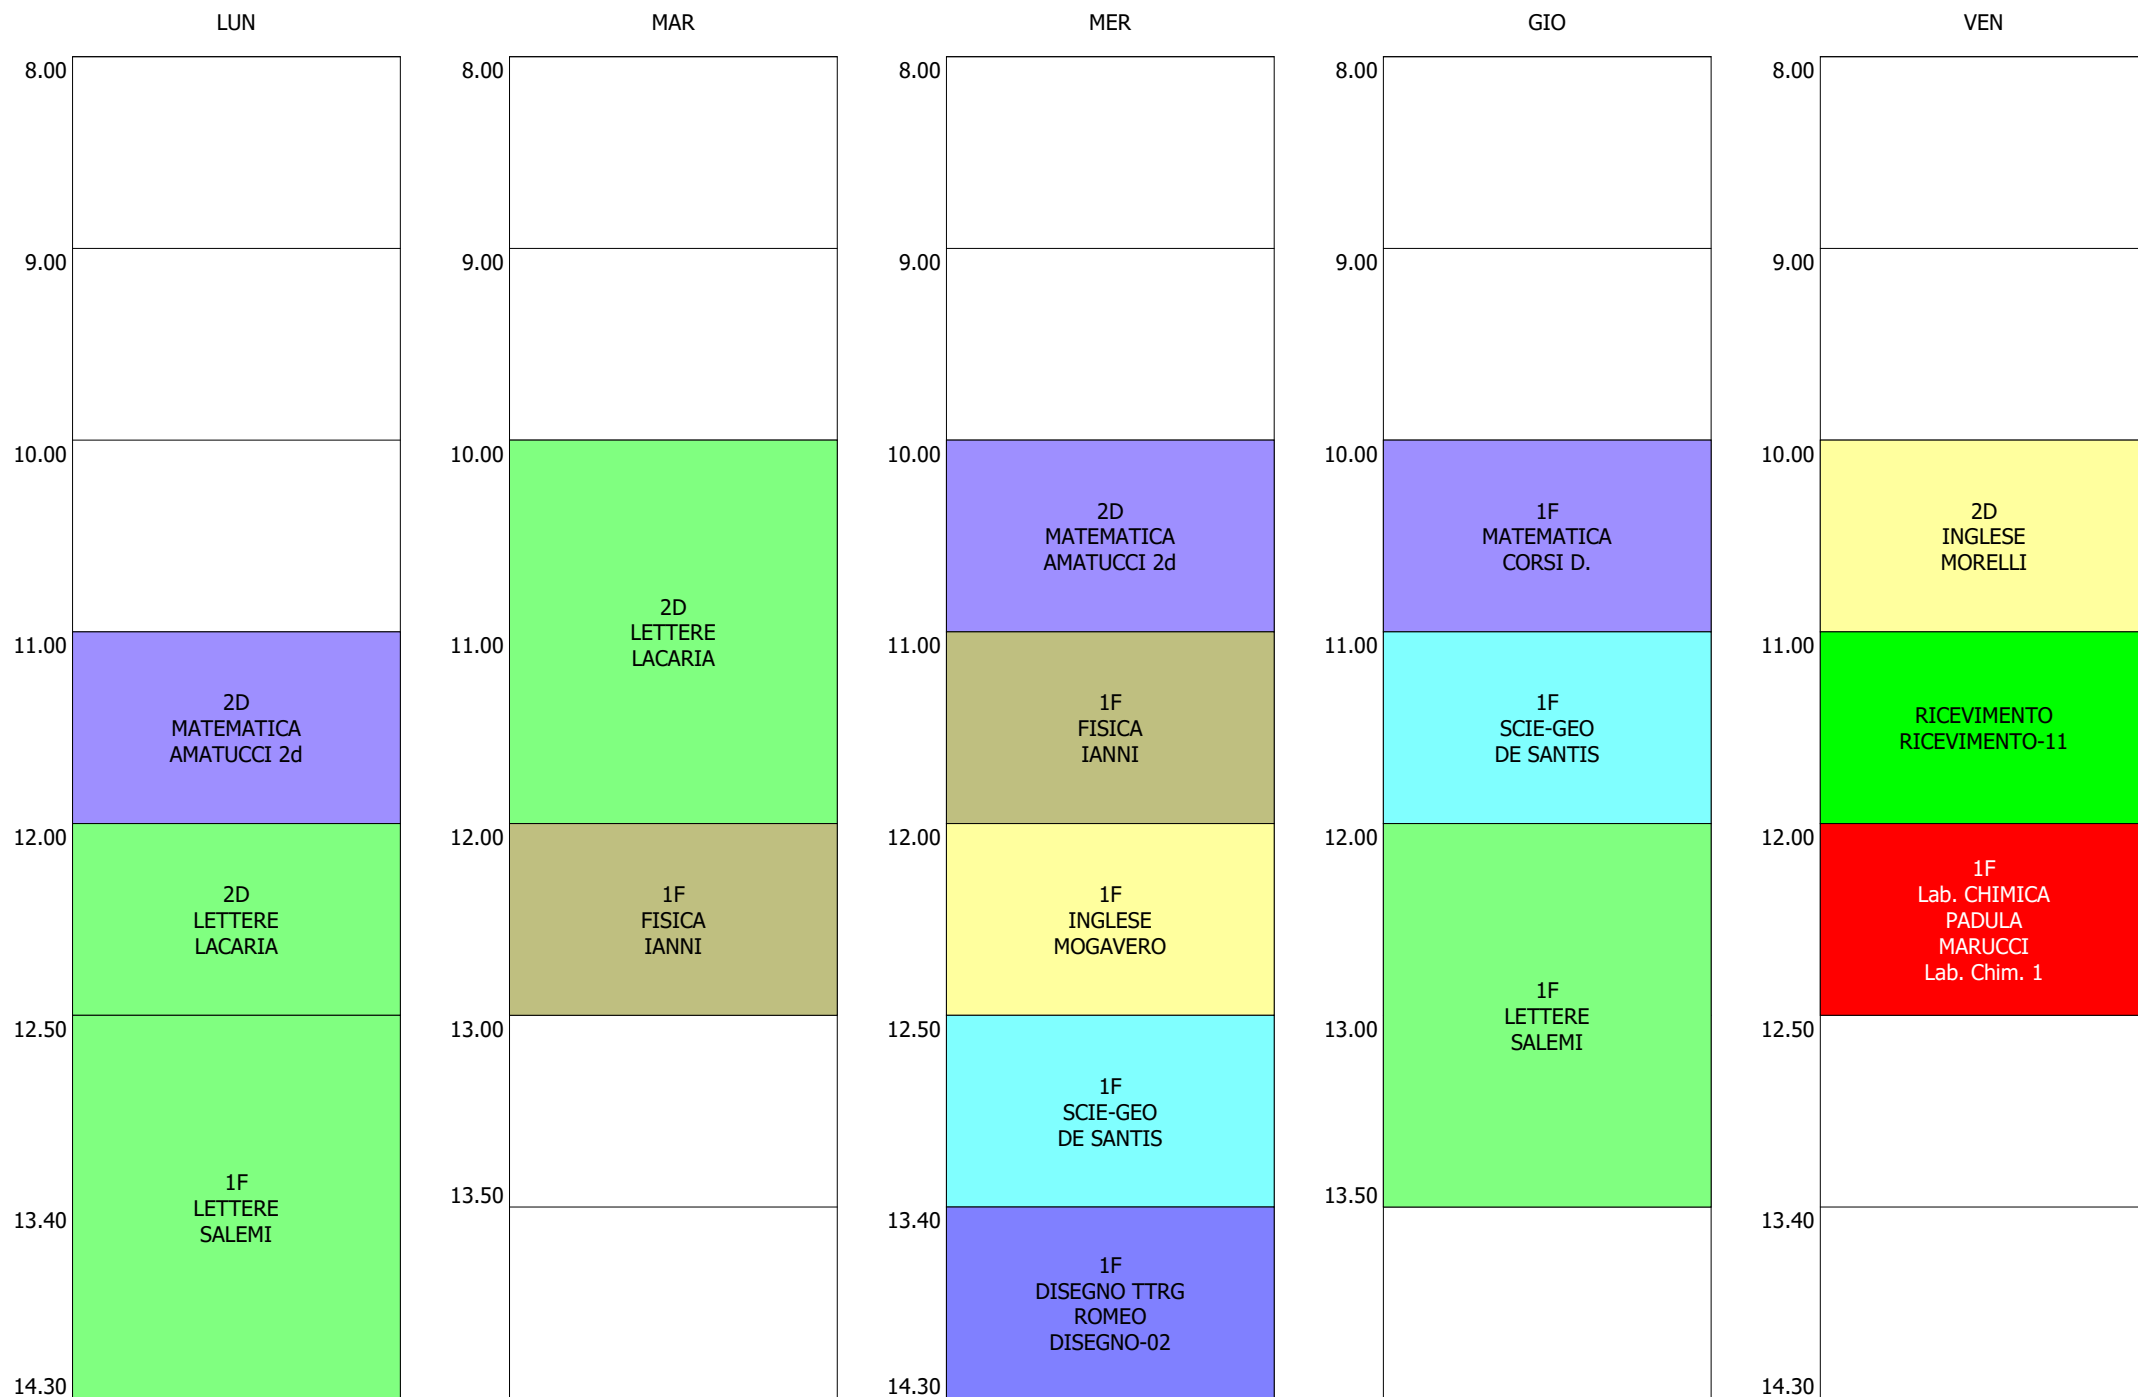 LUN
MAR
MER
GIO
VEN
8.00
9.00
10.00
11.00
2D
MATEMATICA
AMATUCCI 2d
12.00
2D
LETTERE
LACARIA
12.50
1F
LETTERE
SALEMI
13.40
14.30
8.00
9.00
10.00
2D
LETTERE
LACARIA
11.00
12.00
1F
FISICA
IANNI
13.00
13.50
8.00
9.00
10.00
2D
MATEMATICA
AMATUCCI 2d
11.00
1F
FISICA
IANNI
12.00
1F
INGLESE
MOGAVERO
12.50
1F
SCIE-GEO
DE SANTIS
13.40
1F
DISEGNO TTRG
ROMEO
DISEGNO-02
14.30
8.00
9.00
10.00
1F
MATEMATICA
CORSI D.
11.00
1F
SCIE-GEO
DE SANTIS
12.00
1F
LETTERE
SALEMI
13.00
13.50
8.00
9.00
10.00
2D
INGLESE
MORELLI
11.00
RICEVIMENTO
RICEVIMENTO-11
12.00
1F
Lab. CHIMICA
PADULA
MARUCCI
Lab. Chim. 1
12.50
13.40
14.30